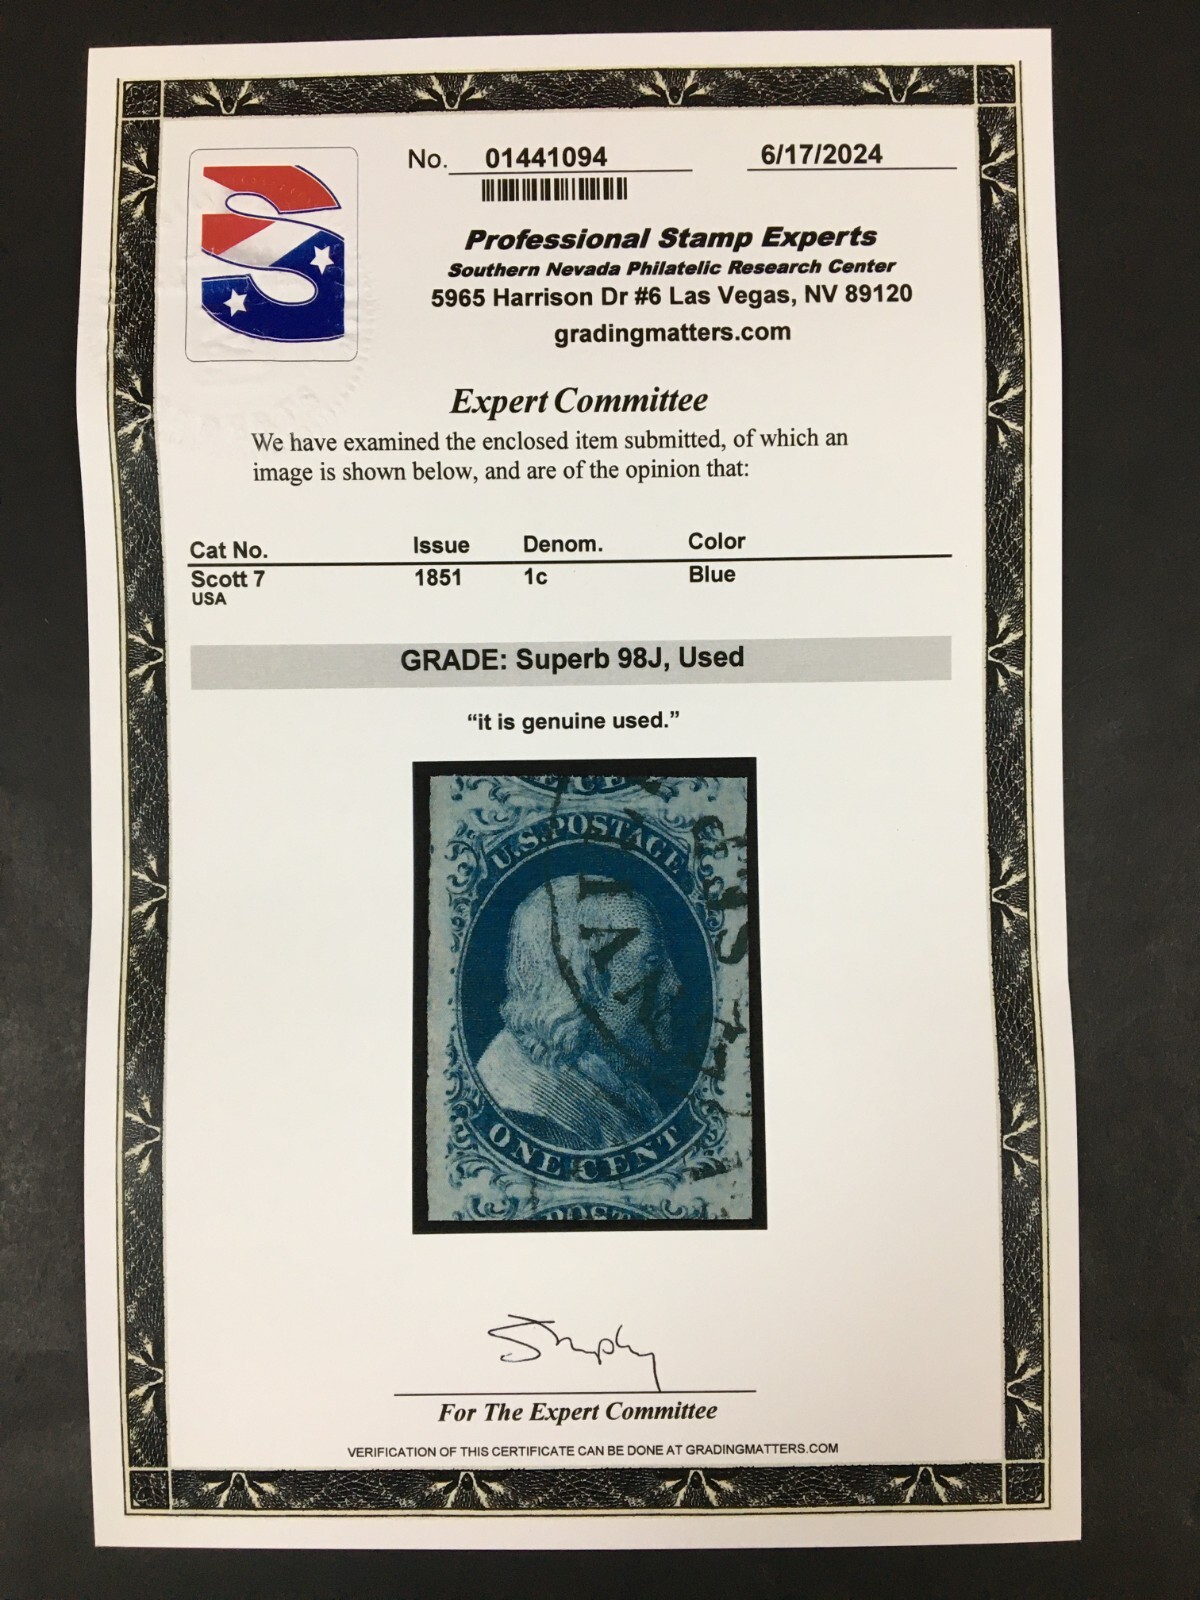 No. 01441094 6/17/2024
Professional Stamp Experts
Southern Nevada Philatelic Research Center
5965 Harrison Dr #6 Las Vegas, NV 89120
gradingmatters.com
Expert Committee
We have examined the enclosed item submitted, of which an
image is shown below, and are of the opinion that:
Cat No. Issue Denom. Color
Scott 7 1851 1c Blue
USA
GRADE: Superb 98J, Used
“it is genuine used.”
U.S. POSTAGE
JAN
ONE CENT
For The Expert Committee
VERIFICATION OF THIS CERTIFICATE CAN BE DONE AT GRADINGMATTERS.COM